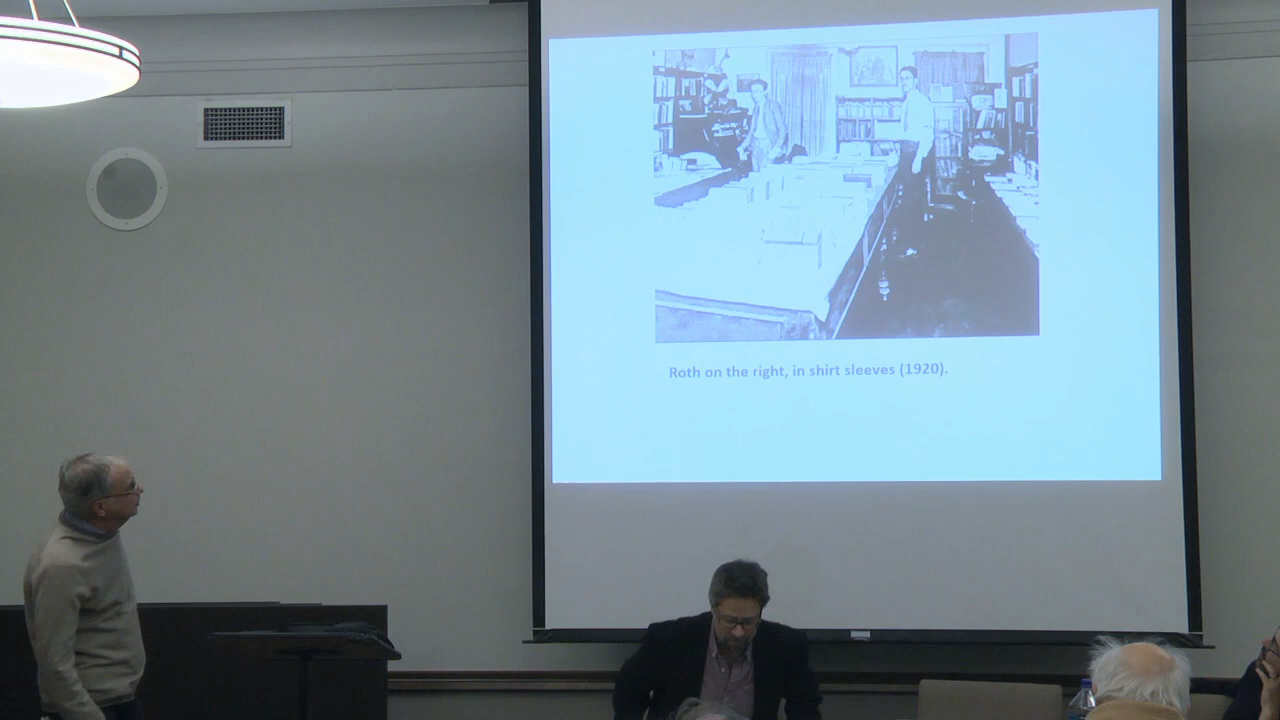 Roth on the right, in shirt sleeves (1920).